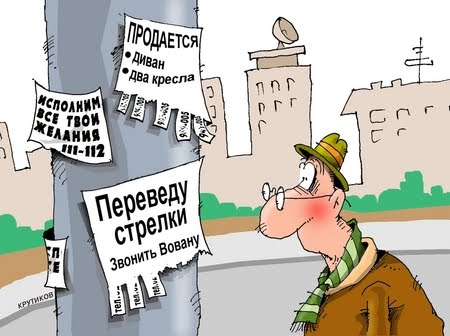 ПРОДАЕТСЯ
• диван
• два кресла
ИСПОЛНИМ
ВСЕ ТВОИ
ЖЕЛАНИЯ
111-112
Переведу
стрелки
Звонить Вовану
КРУТИКОВ